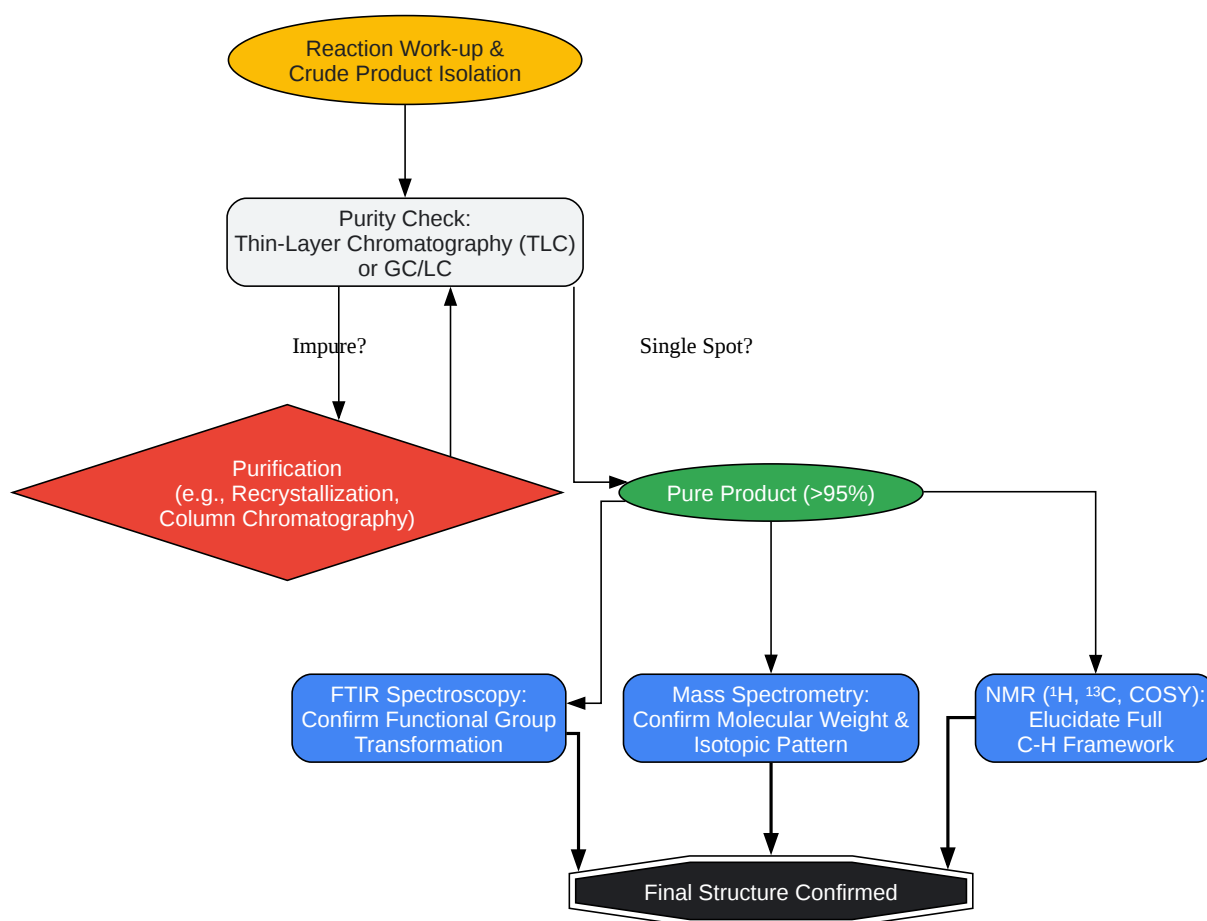 Reaction Work-up &
Crude Product Isolation
Purity Check:
Thin-Layer Chromatography (TLC)
or GC/LC
Impure?
Single Spot?
Purification
(e.g., Recrystallization,
Column Chromatography)
Pure Product (>95%)
FTIR Spectroscopy:
Confirm Functional Group
Transformation
Mass Spectrometry:
Confirm Molecular Weight &
Isotopic Pattern
NMR (¹H, ¹³C, COSY):
Elucidate Full
C-H Framework
Final Structure Confirmed